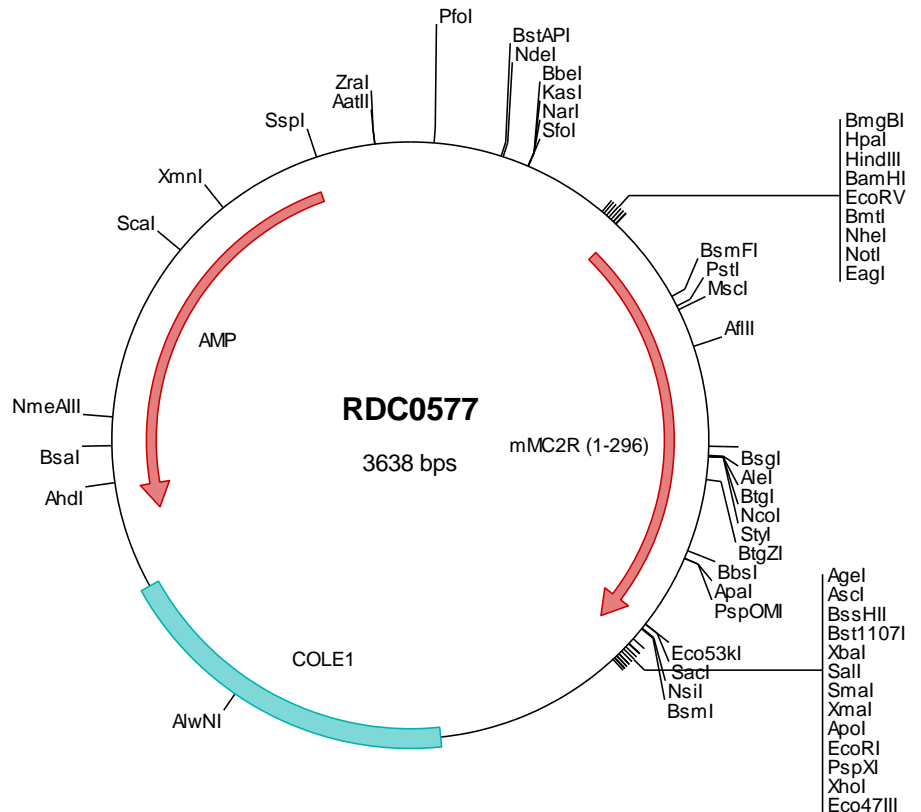 PfoI
BstAPI
NdeI
BbeI
KasI
NarI
SfoI
ZraI
AatII
SspI
XmnI
ScaI
BmgBI
HpaI
HindIII
BamHI
EcoRV
BmtI
NheI
NotI
EagI
BsmFI
PstI
MscI
AflII
AMP
RDC0577
3638 bps
mMC2R (1-296)
NmeAIII
BsaI
AhdI
BsgI
AleI
BtgI
NcoI
StyI
BtgZI
BbsI
ApaI
PspOMI
Eco53kI
SacI
NsiI
BsmI
AgeI
AscI
BssHII
Bst1107I
XbaI
SalI
SmaI
XmaI
ApoI
EcoRI
PspXI
XhoI
Eco47III
COLE1
AlwNI